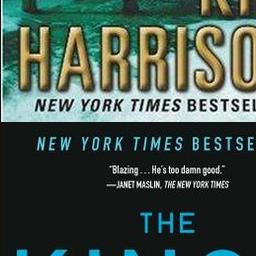 HARRISO
NEW YORK TIMES BESTSEL
NEW YORK TIMES BESTSE
"Blazing . . . He's too damn good."
—JANET MASLIN, THE NEW YORK TIMES
THE